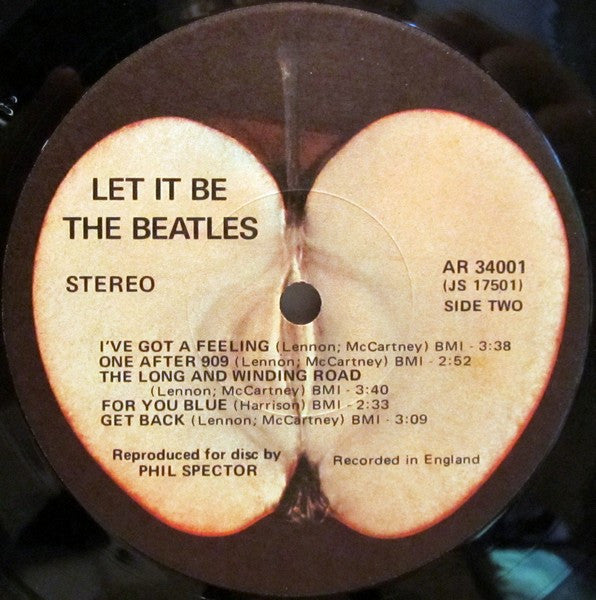 LET IT BE
THE BEATLES
STEREO
AR 34001
(JS 17501)
SIDE TWO
I'VE GOT A FEELING (Lennon; McCartney) BMI - 3:38
ONE AFTER 909 (Lennon; McCartney) BMI - 2:52
THE LONG AND WINDING ROAD
(Lennon; McCartney) BMI - 3:40
FOR YOU BLUE (Harrison) BMI - 2:33
GET BACK (Lennon; McCartney) BMI - 3:09
Reproduced for disc by
PHIL SPECTOR
Recorded in England